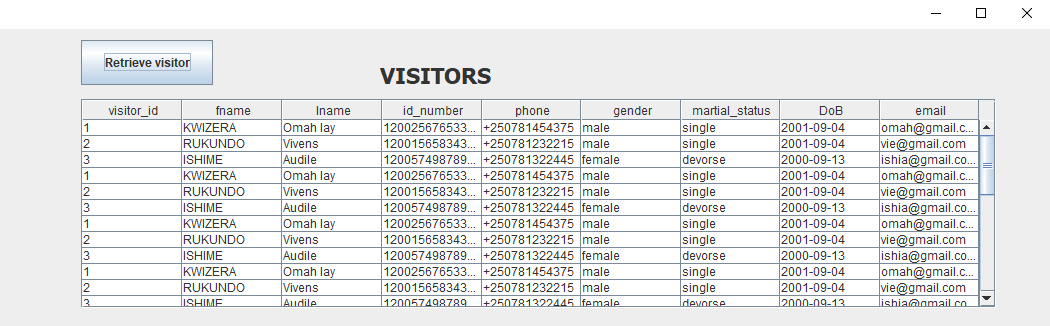 Retrieve visitor
VISITORS
visitor_id fname lname id_number phone gender martial_status DoB email
1 KWIZERA Omah lay 120025676533... +250781454375 male single 2001-09-04 omah@gmail.c...
2 RUKUNDO Vivens 120015658343... +250781232215 male single 2001-09-04 vie@gmail.com
3 ISHIME Audile 120057498789... +250781322445 female devorse 2000-09-13 ishia@gmail.co...
1 KWIZERA Omah lay 120025676533... +250781454375 male single 2001-09-04 omah@gmail.c...
2 RUKUNDO Vivens 120015658343... +250781232215 male single 2001-09-04 vie@gmail.com
3 ISHIME Audile 120057498789... +250781322445 female devorse 2000-09-13 ishia@gmail.co...
1 KWIZERA Omah lay 120025676533... +250781454375 male single 2001-09-04 omah@gmail.c...
2 RUKUNDO Vivens 120015658343... +250781232215 male single 2001-09-04 vie@gmail.com
3 ISHIME Audile 120057498789... +250781322445 female devorse 2000-09-13 ishia@gmail.co...
1 KWIZERA Omah lay 120025676533... +250781454375 male single 2001-09-04 omah@gmail.c...
2 RUKUNDO Vivens 120015658343... +250781232215 male single 2001-09-04 vie@gmail.com
3 ISHIME Audile 120057498789... +250781322445 female devorse 2000-09-13 ishia@gmail.co...